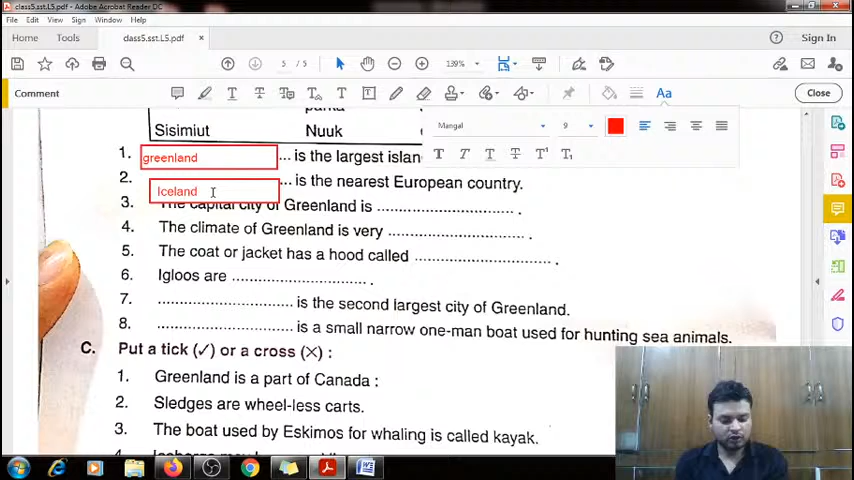 class5.sst.L5.pdf - Adobe Acrobat Reader DC
File Edit View Sign Window Help
Home Tools class5.sst.L5.pdf × Sign In
5 / 5 139%
Comment Close
Mangal 9
Sisimiut Nuuk
1. greenland ... is the largest islan
2. Iceland ... is the nearest European country.
3. The capital city of Greenland is .................................. .
4. The climate of Greenland is very .................................. .
5. The coat or jacket has a hood called .................................. .
6. Igloos are .................................. .
7. .................................. is the second largest city of Greenland.
8. .................................. is a small narrow one-man boat used for hunting sea animals.
C. Put a tick (✓) or a cross (✕) :
1. Greenland is a part of Canada :
2. Sledges are wheel-less carts.
3. The boat used by Eskimos for whaling is called kayak.